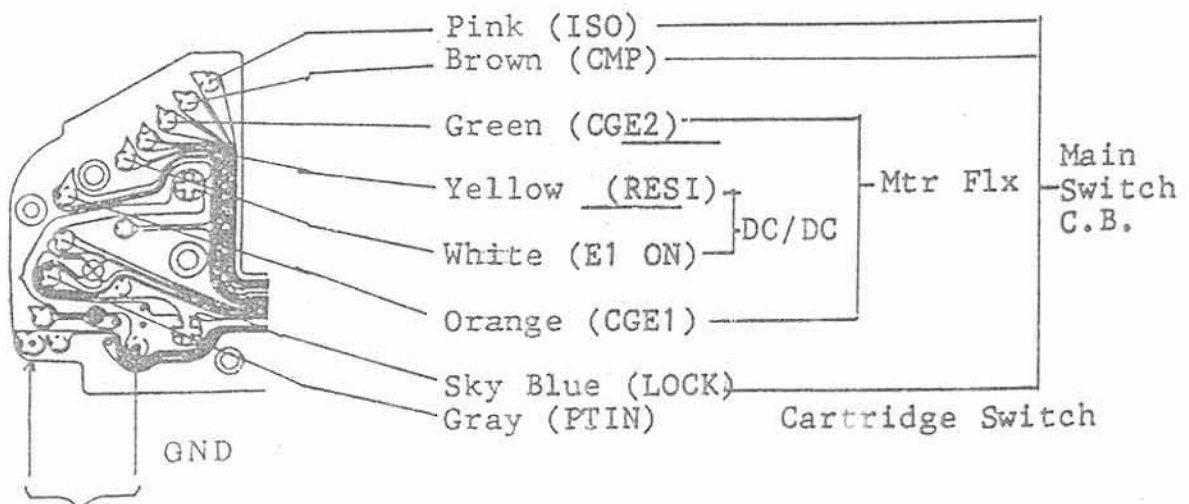 Pink (ISO)
Brown (CMP)
Green (CGE2)
Yellow (RESI)
White (E1 ON)
Orange (CGE1)
Sky Blue (LOCK)
Gray (PTIN)
DC/DC
Mtr Flx
Main
Switch
C.B.
Cartridge Switch
GND